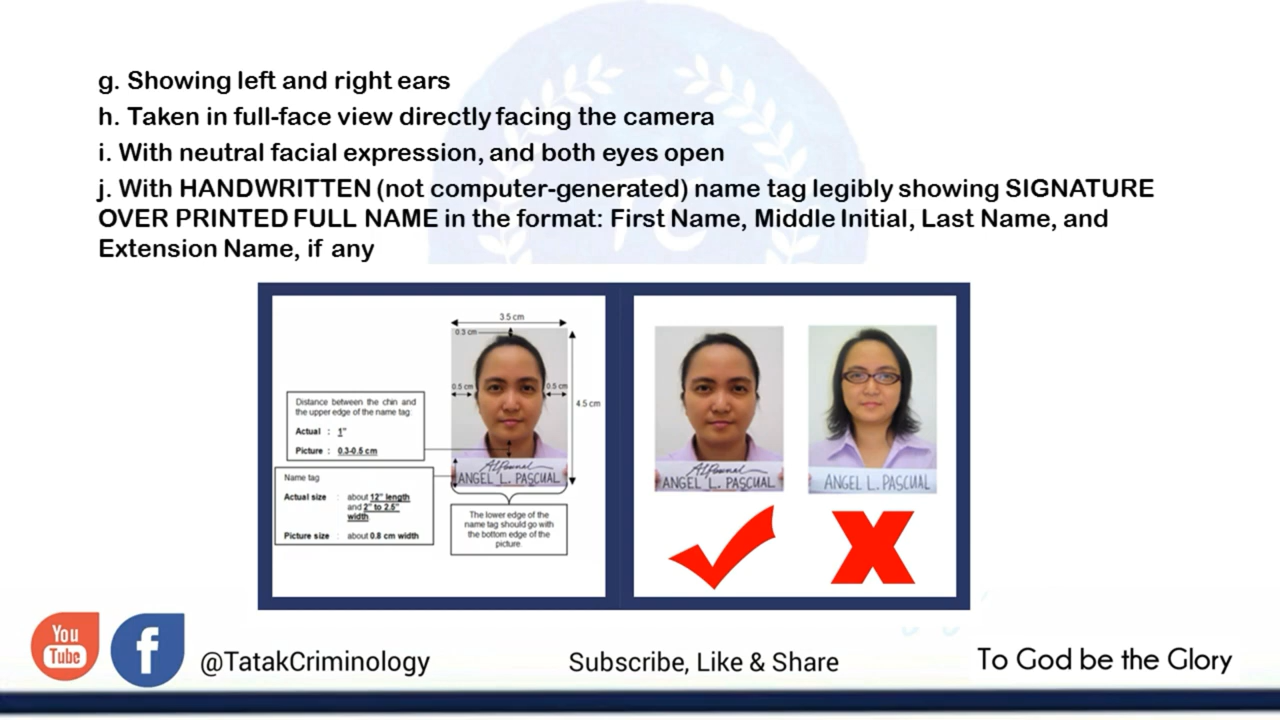 g. Showing left and right ears
h. Taken in full-face view directly facing the camera
i. With neutral facial expression, and both eyes open
j. With HANDWRITTEN (not computer-generated) name tag legibly showing SIGNATURE
OVER PRINTED FULL NAME in the format: First Name, Middle Initial, Last Name, and
Extension Name, if any
3.5 cm
0.3 cm
0.5 cm
0.5 cm
4.5 cm
Distance between the chin and
the upper edge of the name tag:
Actual : 1"
Picture : 0.3-0.5 cm
Name tag
Actual size : about 12" length
and 2" to 2.5"
width
Picture size : about 0.8 cm width
ANGEL L. PASCUAL
The lower edge of the
name tag should go with
the bottom edge of the
picture.
ANGEL L. PASCUAL
ANGEL L. PASCUAL
You
Tube
f
@TatakCriminology
Subscribe, Like & Share
To God be the Glory